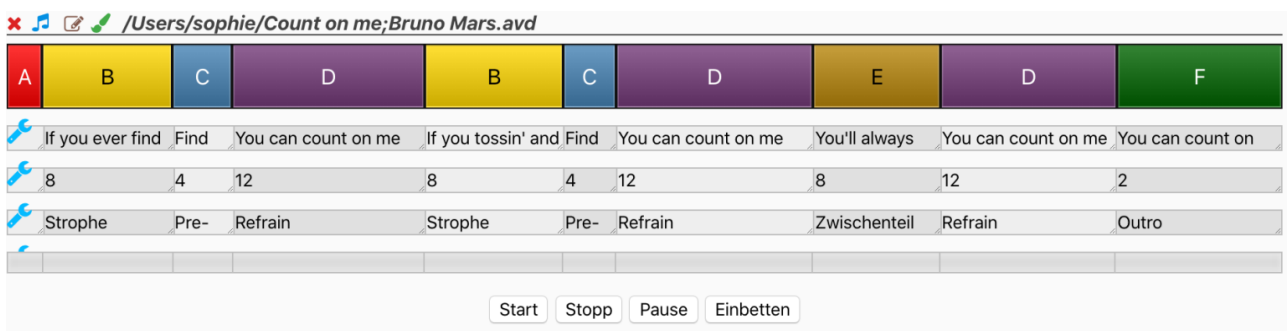 /Users/sophie/Count on me;Bruno Mars.avd
A B C D B C D E D F
If you ever find Find You can count on me If you tossin' and Find You can count on me You'll always You can count on me You can count on
8 4 12 8 4 12 8 12 2
Strophe Pre- Refrain Strophe Pre- Refrain Zwischenteil Refrain Outro
Start Stopp Pause Einbetten